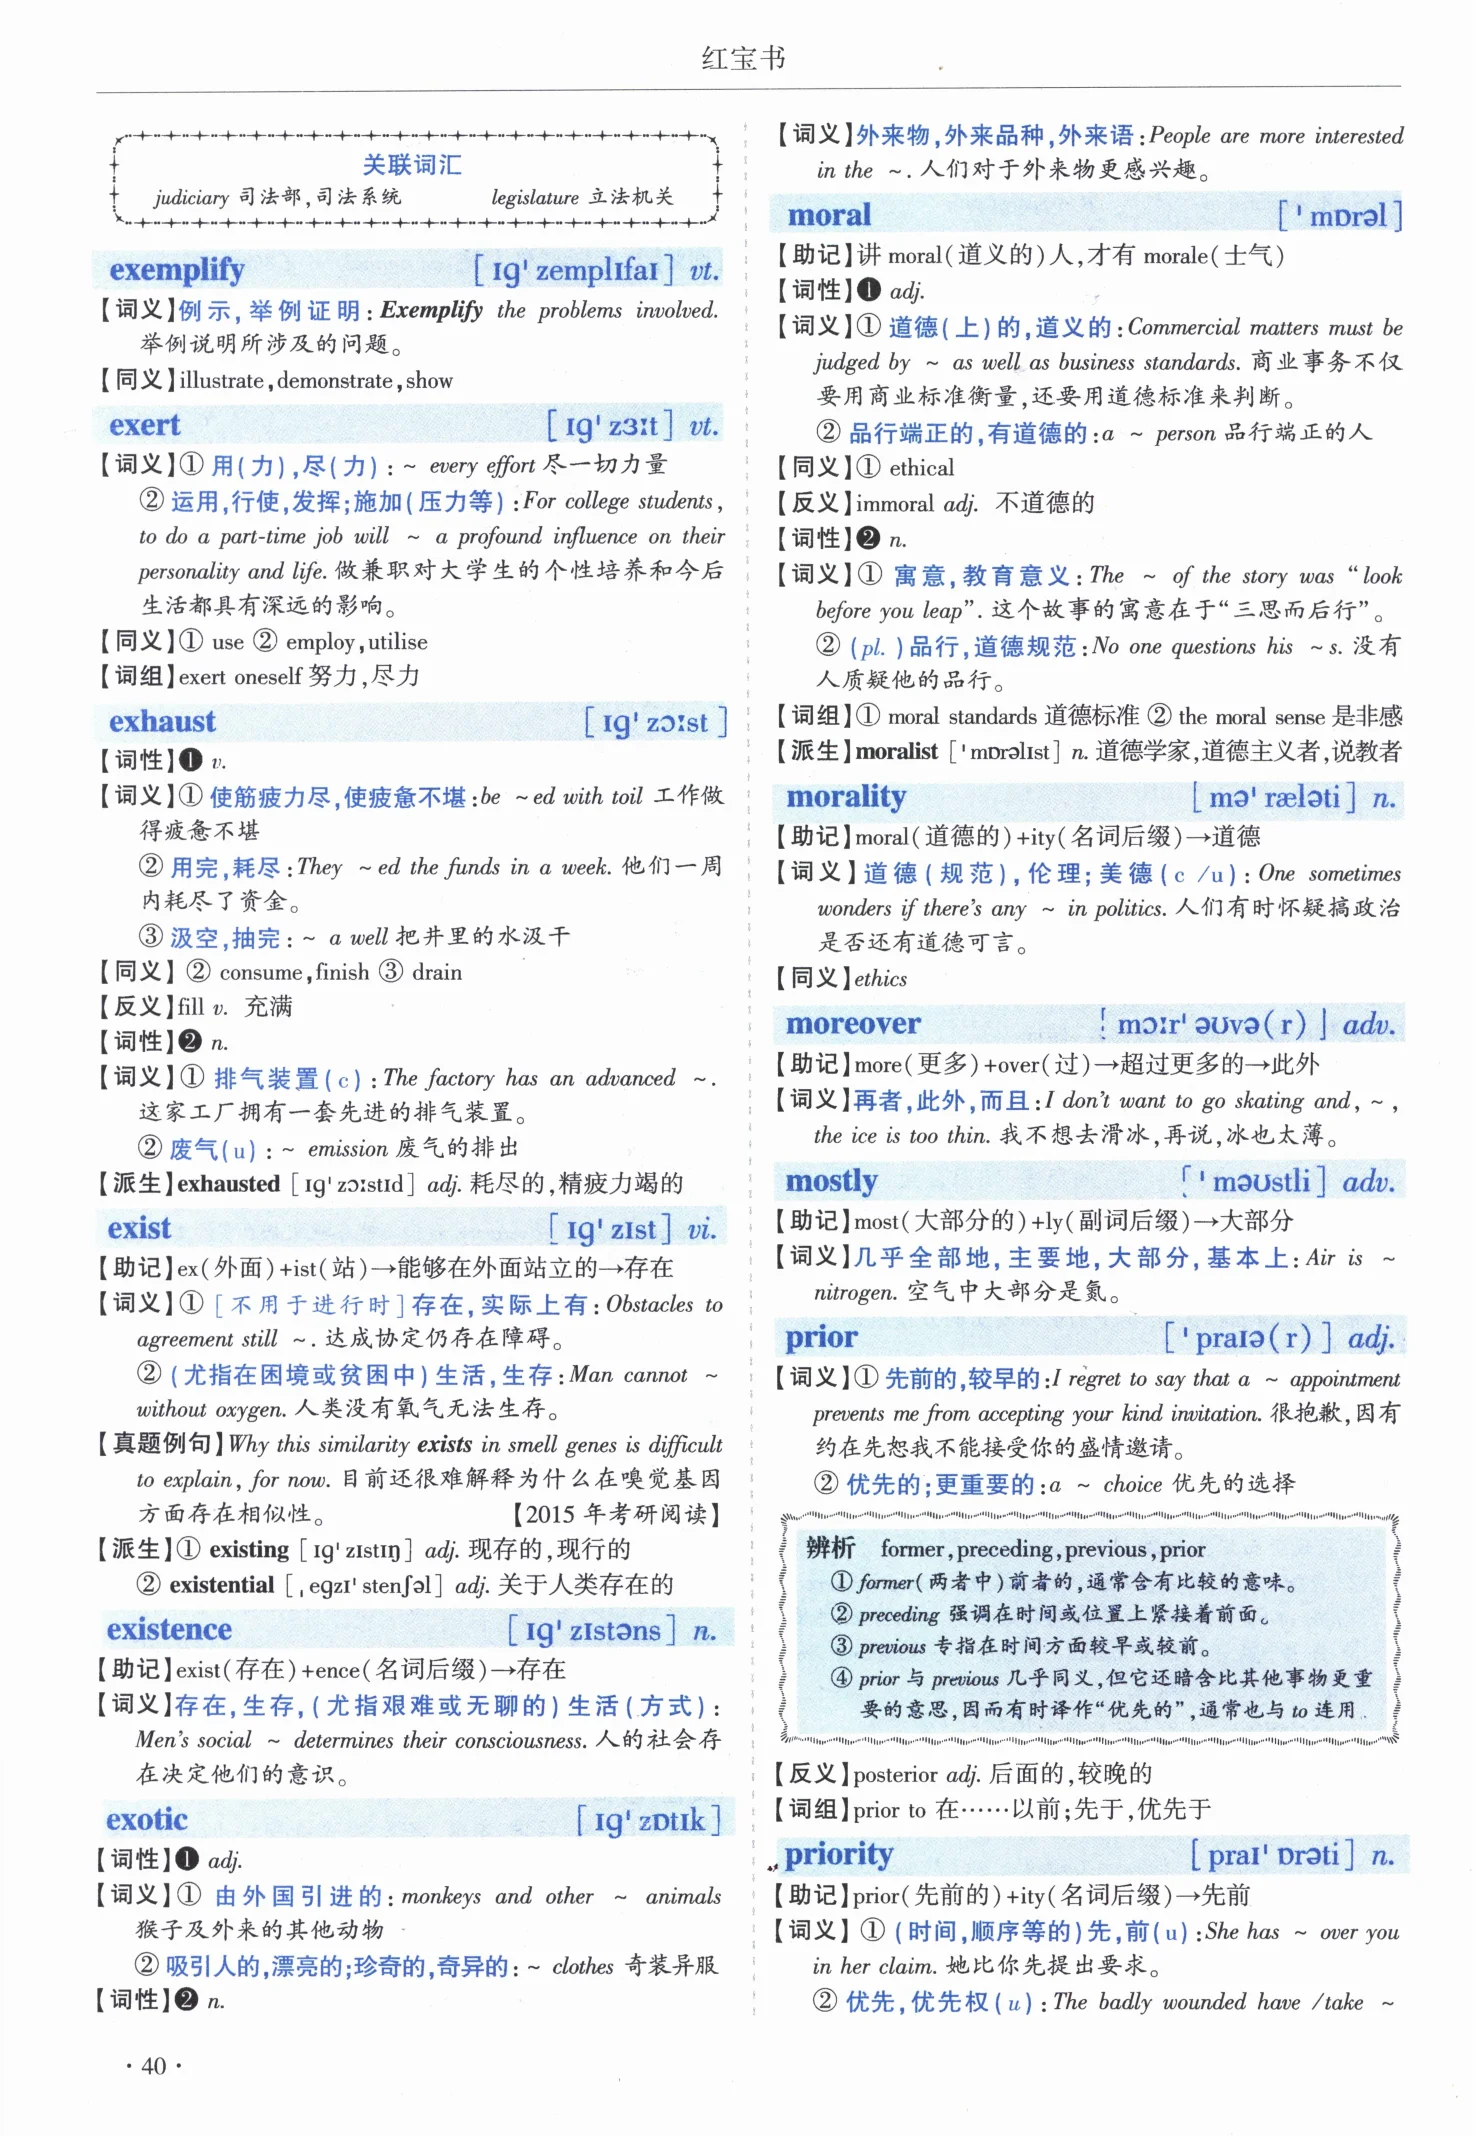 红宝书
关联词汇
judiciary 司法部,司法系统 legislature 立法机关
exemplify [ɪɡˈzemplɪfaɪ] vt.
【词义】例示,举例证明:Exemplify the problems involved.
举例说明所涉及的问题。
【同义】illustrate,demonstrate,show
exert [ɪɡˈzɜːt] vt.
【词义】① 用(力),尽(力):~ every effort 尽一切力量
② 运用,行使,发挥;施加(压力等):For college students,
to do a part-time job will ~ a profound influence on their
personality and life. 做兼职对大学生的个性培养和今后
生活都具有深远的影响。
【同义】① use ② employ,utilise
【词组】exert oneself 努力,尽力
exhaust [ɪɡˈzɔːst]
【词性】❶ v.
【词义】① 使筋疲力尽,使疲惫不堪:be ~ed with toil 工作做
得疲惫不堪
② 用完,耗尽:They ~ed the funds in a week. 他们一周
内耗尽了资金。
③ 汲空,抽完:~ a well 把井里的水汲干
【同义】② consume,finish ③ drain
【反义】fill v. 充满
【词性】❷ n.
【词义】① 排气装置(c):The factory has an advanced ~.
这家工厂拥有一套先进的排气装置。
② 废气(u):~ emission 废气的排出
【派生】exhausted [ɪɡˈzɔːstɪd] adj. 耗尽的,精疲力竭的
exist [ɪɡˈzɪst] vi.
【助记】ex(外面)+ist(站)→能够在外面站立的→存在
【词义】① [不用于进行时]存在,实际上有:Obstacles to
agreement still ~. 达成协定仍存在障碍。
② (尤指在困境或贫困中)生活,生存:Man cannot ~
without oxygen. 人类没有氧气无法生存。
【真题例句】Why this similarity exists in smell genes is difficult
to explain, for now. 目前还很难解释为什么在嗅觉基因
方面存在相似性。 【2015 年考研阅读】
【派生】① existing [ɪɡˈzɪstɪŋ] adj. 现存的,现行的
② existential [ˌeɡzɪˈstenʃəl] adj. 关于人类存在的
existence [ɪɡˈzɪstəns] n.
【助记】exist(存在)+ence(名词后缀)→存在
【词义】存在,生存,(尤指艰难或无聊的)生活(方式):
Men's social ~ determines their consciousness. 人的社会存
在决定他们的意识。
exotic [ɪɡˈzɒtɪk]
【词性】❶ adj.
【词义】① 由外国引进的:monkeys and other ~ animals
猴子及外来的其他动物
② 吸引人的,漂亮的;珍奇的,奇异的:~ clothes 奇装异服
【词性】❷ n.
· 40 ·
【词义】外来物,外来品种,外来语:People are more interested
in the ~. 人们对于外来物更感兴趣。
moral [ˈmɒrəl]
【助记】讲 moral(道义的)人,才有 morale(士气)
【词性】❶ adj.
【词义】① 道德(上)的,道义的:Commercial matters must be
judged by ~ as well as business standards. 商业事务不仅
要用商业标准衡量,还要用道德标准来判断。
② 品行端正的,有道德的:a ~ person 品行端正的人
【同义】① ethical
【反义】immoral adj. 不道德的
【词性】❷ n.
【词义】① 寓意,教育意义:The ~ of the story was “look
before you leap”. 这个故事的寓意在于“三思而后行”。
② (pl.)品行,道德规范:No one questions his ~s. 没有
人质疑他的品行。
【词组】① moral standards 道德标准 ② the moral sense 是非感
【派生】moralist [ˈmɒrəlɪst] n. 道德学家,道德主义者,说教者
morality [məˈræləti] n.
【助记】moral(道德的)+ity(名词后缀)→道德
【词义】道德(规范),伦理;美德(c /u):One sometimes
wonders if there's any ~ in politics. 人们有时怀疑搞政治
是否还有道德可言。
【同义】ethics
moreover [mɔːrˈəʊvə(r)] adv.
【助记】more(更多)+over(过)→超过更多的→此外
【词义】再者,此外,而且:I don't want to go skating and, ~,
the ice is too thin. 我不想去滑冰,再说,冰也太薄。
mostly [ˈməʊstli] adv.
【助记】most(大部分的)+ly(副词后缀)→大部分
【词义】几乎全部地,主要地,大部分,基本上:Air is ~
nitrogen. 空气中大部分是氮。
prior [ˈpraɪə(r)] adj.
【词义】① 先前的,较早的:I regret to say that a ~ appointment
prevents me from accepting your kind invitation. 很抱歉,因有
约在先恕我不能接受你的盛情邀请。
② 优先的;更重要的:a ~ choice 优先的选择
辨析 former,preceding,previous,prior
① former(两者中)前者的,通常含有比较的意味。
② preceding 强调在时间或位置上紧接着前面。
③ previous 专指在时间方面较早或较前。
④ prior 与 previous 几乎同义,但它还暗含比其他事物更重
要的意思,因而有时译作“优先的”,通常也与 to 连用.
【反义】posterior adj. 后面的,较晚的
【词组】prior to 在……以前;先于,优先于
priority [praɪˈɒrəti] n.
【助记】prior(先前的)+ity(名词后缀)→先前
【词义】① (时间,顺序等的)先,前(u):She has ~ over you
in her claim. 她比你先提出要求。
② 优先,优先权(u):The badly wounded have /take ~